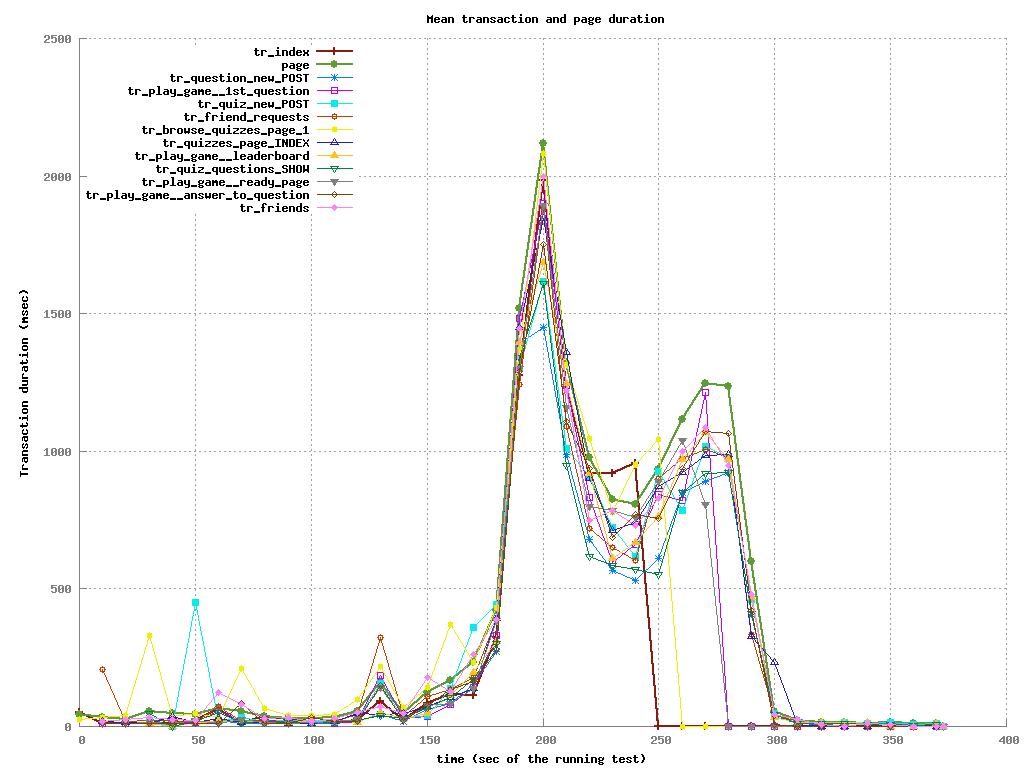 Mean transaction and page duration
2500
2000
1500
1000
500
0
Transaction duration (msec)
tr_index
page
tr_question_new_POST
tr_play_game__1st_question
tr_quiz_new_POST
tr_friend_requests
tr_browse_quizzes_page_1
tr_quizzes_page_INDEX
tr_play_game__leaderboard
tr_quiz_questions_SHOW
tr_play_game__ready_page
tr_play_game__answer_to_question
tr_friends
0 50 100 150 200 250 300 350 400
time (sec of the running test)